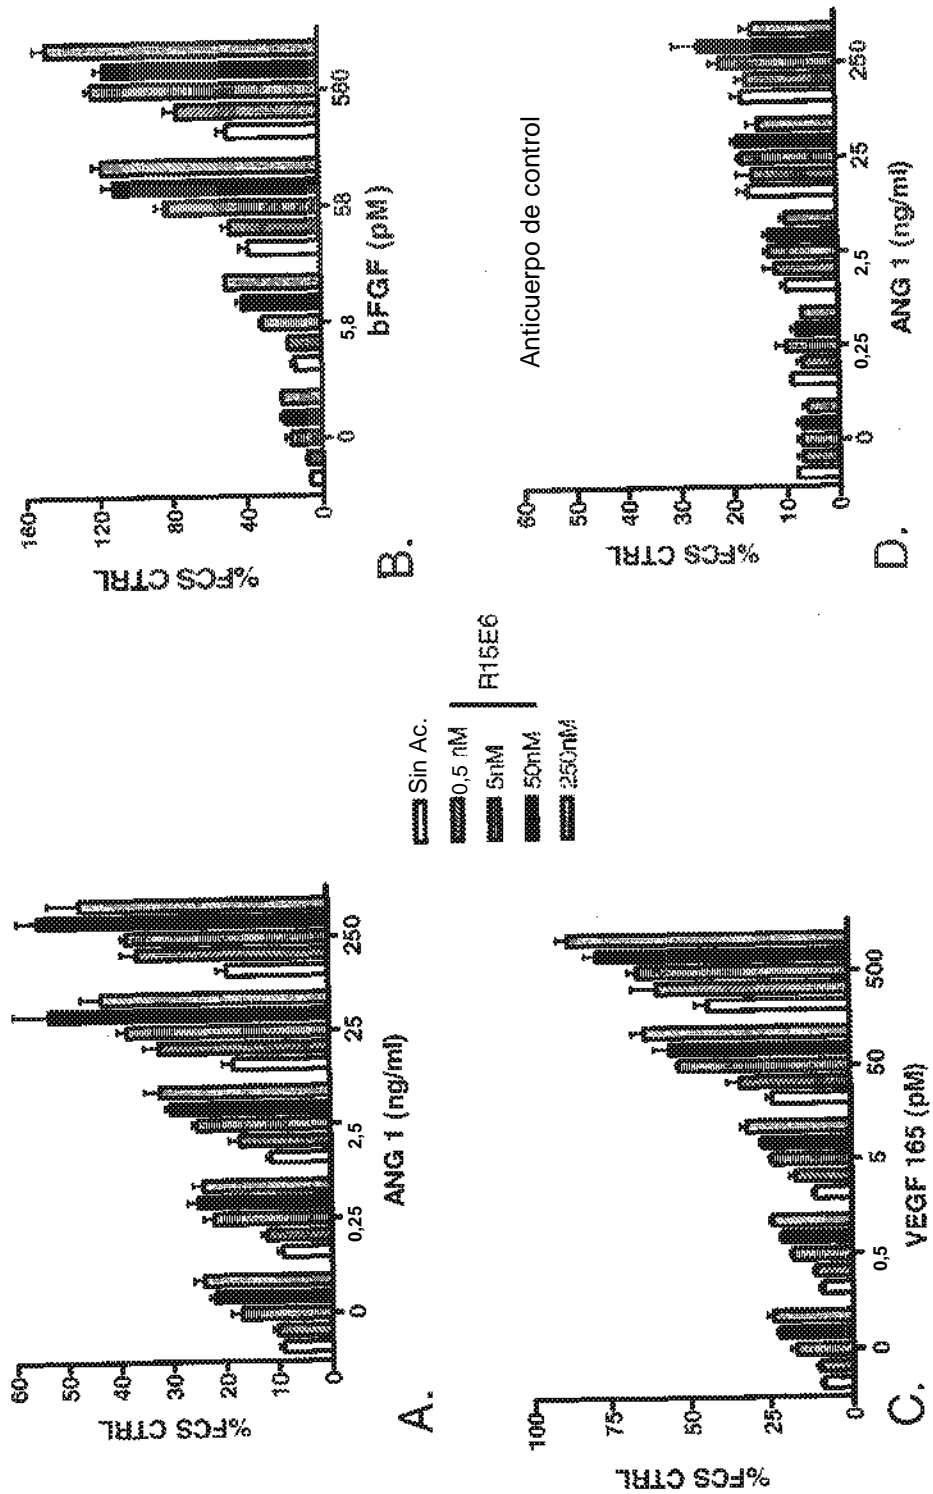 A.
%FCS CTRL
60
50
40
30
20
10
0
0
0,25
2,5
25
250
ANG 1 (ng/ml)
B.
%FCS CTRL
160
120
80
40
0
0
5,8
58
580
bFGF (pM)
Sin Ac.
0,5 nM
5nM
50nM
250nM
R15E6
C.
%FCS CTRL
100
75
50
25
0
0
0,5
5
50
500
VEGF 165 (pM)
D.
Anticuerpo de control
%FCS CTRL
60
50
40
30
20
10
0
0
0,25
2,5
25
250
ANG 1 (ng/ml)